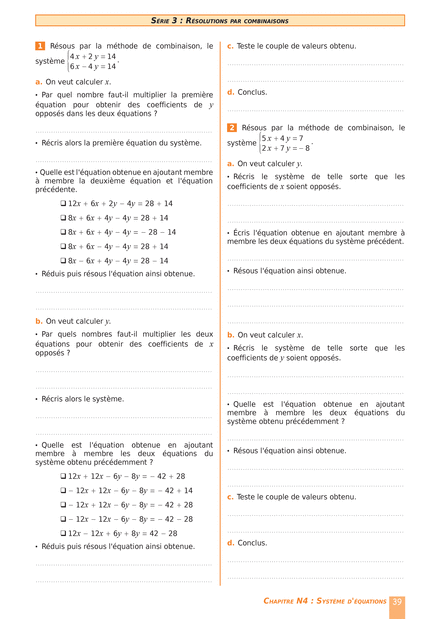 SÉRIE 3 : RÉSOLUTIONS PAR COMBINAISONS
1 Résous par la méthode de combinaison, le
système {4x + 2y = 14
6x − 4y = 14 .
a. On veut calculer x.
• Par quel nombre faut-il multiplier la première
équation pour obtenir des coefficients de y
opposés dans les deux équations ?
• Récris alors la première équation du système.
• Quelle est l'équation obtenue en ajoutant membre
à membre la deuxième équation et l'équation
précédente.
❑ 12x + 6x + 2y − 4y = 28 + 14
❑ 8x + 6x + 4y − 4y = 28 + 14
❑ 8x + 6x + 4y − 4y = − 28 − 14
❑ 8x + 6x − 4y − 4y = 28 + 14
❑ 8x − 6x + 4y − 4y = 28 − 14
• Réduis puis résous l'équation ainsi obtenue.
b. On veut calculer y.
• Par quels nombres faut-il multiplier les deux
équations pour obtenir des coefficients de x
opposés ?
• Récris alors le système.
• Quelle est l'équation obtenue en ajoutant
membre à membre les deux équations du
système obtenu précédemment ?
❑ 12x + 12x − 6y − 8y = − 42 + 28
❑ − 12x + 12x − 6y − 8y = − 42 + 14
❑ − 12x + 12x − 6y − 8y = − 42 + 28
❑ − 12x − 12x − 6y − 8y = − 42 − 28
❑ 12x − 12x + 6y + 8y = 42 − 28
• Réduis puis résous l'équation ainsi obtenue.
c. Teste le couple de valeurs obtenu.
d. Conclus.
2 Résous par la méthode de combinaison, le
système {5x + 4y = 7
2x + 7y = − 8 .
a. On veut calculer y.
• Récris le système de telle sorte que les
coefficients de x soient opposés.
• Écris l'équation obtenue en ajoutant membre à
membre les deux équations du système précédent.
• Résous l'équation ainsi obtenue.
b. On veut calculer x.
• Récris le système de telle sorte que les
coefficients de y soient opposés.
• Quelle est l'équation obtenue en ajoutant
membre à membre les deux équations du
système obtenu précédemment ?
• Résous l'équation ainsi obtenue.
c. Teste le couple de valeurs obtenu.
d. Conclus.
CHAPITRE N4 : SYSTÈME D'ÉQUATIONS 39